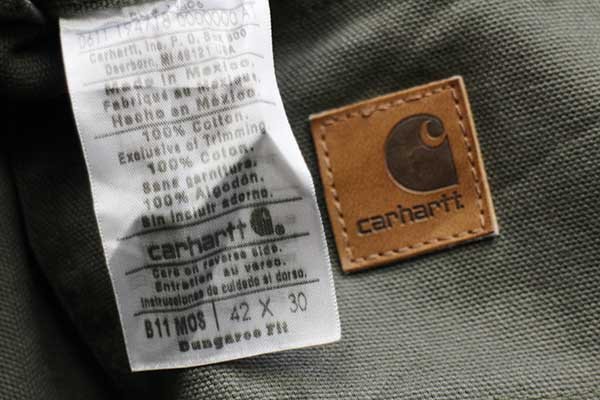 Carhartt, Inc. P.O. Box 600
Dearborn, MI 48121 USA
Made in Mexico.
Fabriqué au Mexique.
Hecho en México.
100% Cotton.
Exclusive of Trimming
100% Coton.
Sans garniture.
100% Algodón.
Sin incluir adorno.
carhartt
Care on reverse side.
Entretien au verso.
Instrucciones de cuidado al dorso.
B11 MOS | 42 X 30
Dungaree Fit
carhartt